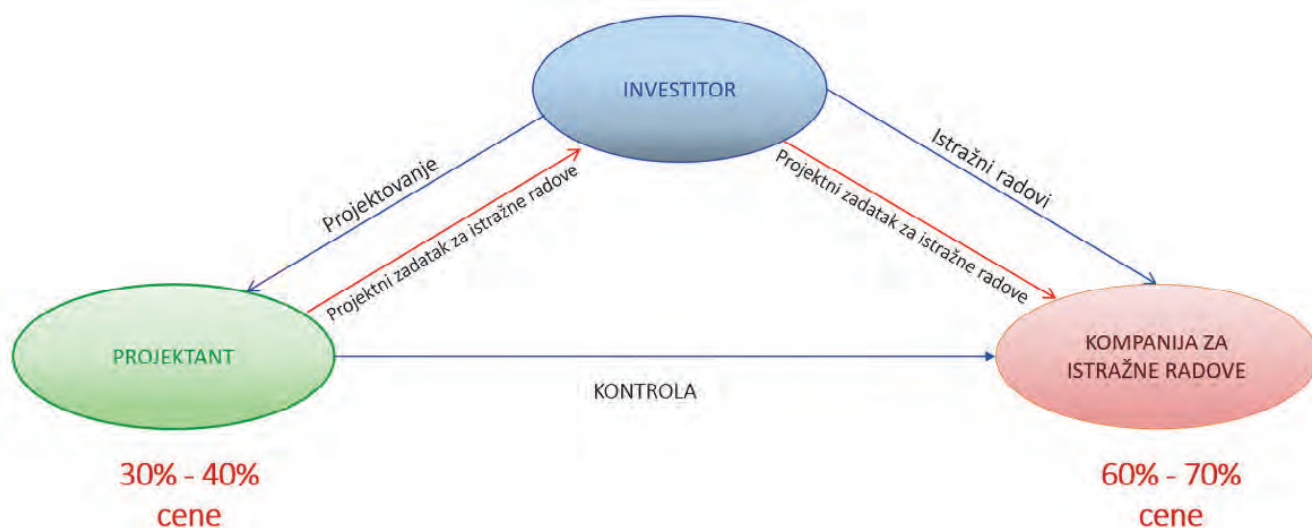 INVESTITOR
Projektovanje
Projektni zadatak za istražne radove
Projektni zadatak za istražne radove
Istražni radovi
PROJEKTANT
KONTROLA
KOMPANIJA ZA
ISTRAŽNE RADOVE
30% - 40%
cene
60% - 70%
cene